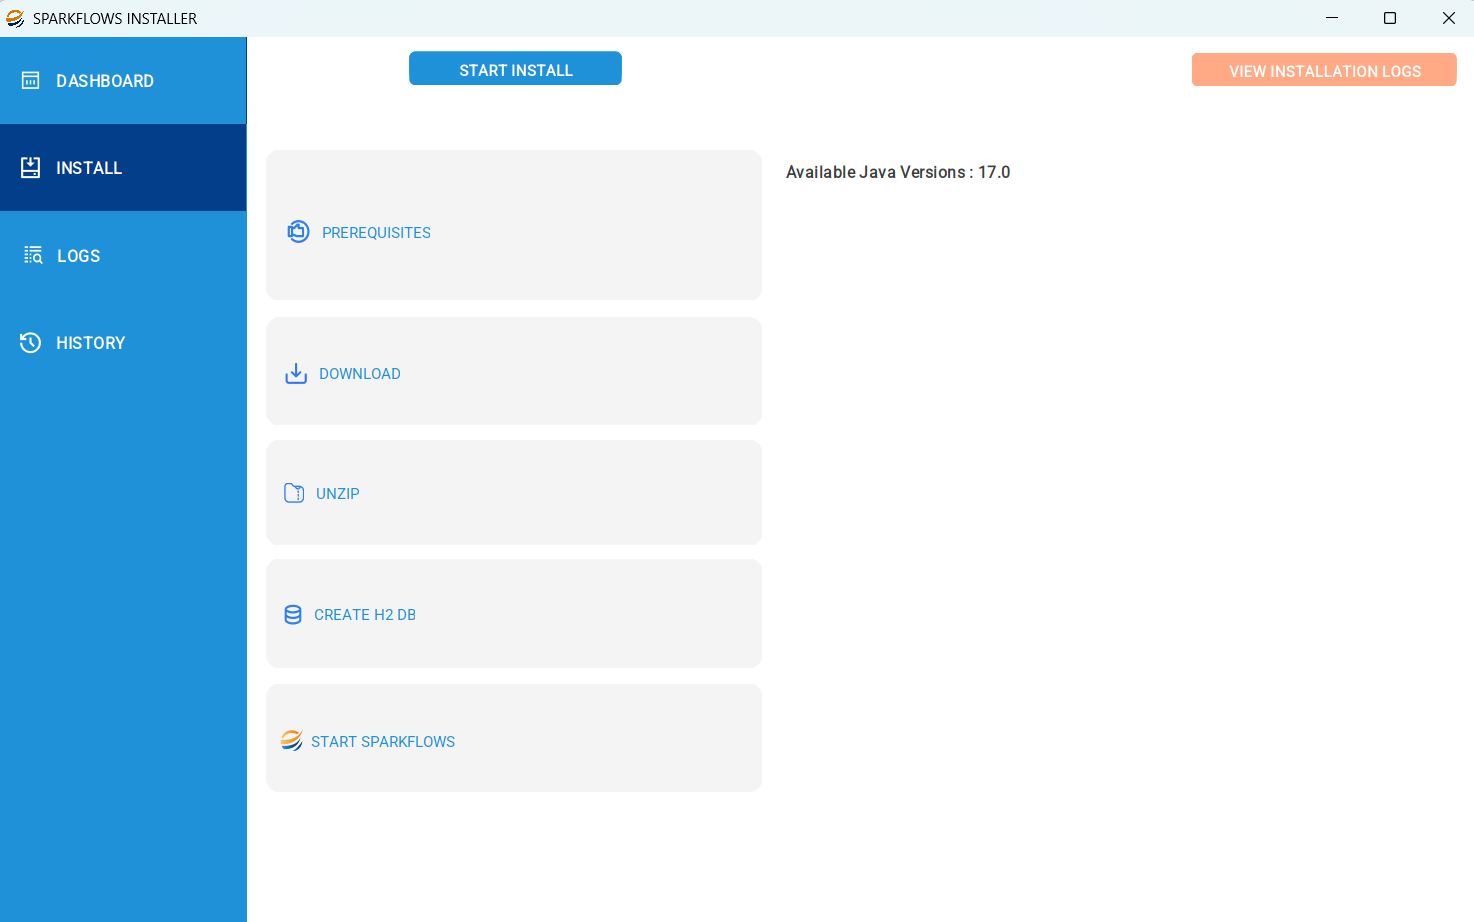 SPARKFLOWS INSTALLER
DASHBOARD
INSTALL
LOGS
HISTORY
START INSTALL
VIEW INSTALLATION LOGS
PREREQUISITES
Available Java Versions : 17.0
DOWNLOAD
UNZIP
CREATE H2 DB
START SPARKFLOWS